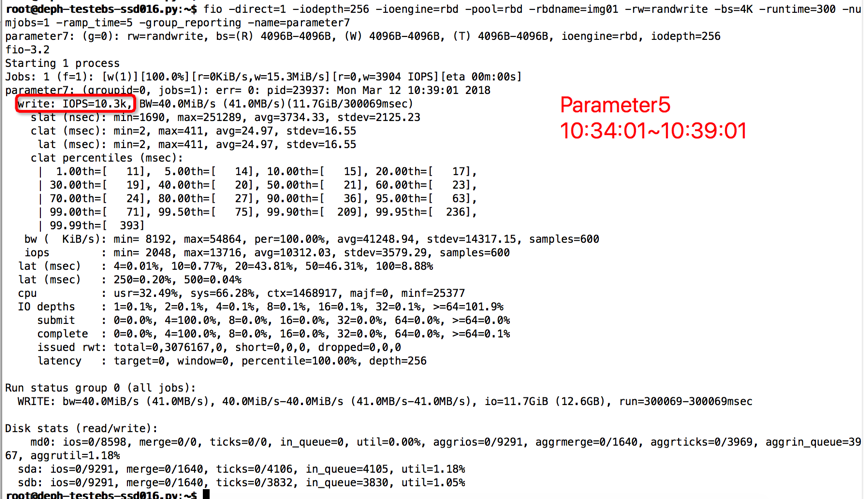 root@deph-testebs-ssd016.py:~$ fio -direct=1 -iodepth=256 -ioengine=rbd -pool=rbd -rbdname=img01 -rw=randwrite -bs=4K -runtime=300 -nu
mjobs=1 -ramp_time=5 -group_reporting -name=parameter7
parameter7: (g=0): rw=randwrite, bs=(R) 4096B-4096B, (W) 4096B-4096B, (T) 4096B-4096B, ioengine=rbd, iodepth=256
fio-3.2
Starting 1 process
Jobs: 1 (f=1): [w(1)][100.0%][r=0KiB/s,w=15.3MiB/s][r=0,w=3904 IOPS][eta 00m:00s]
parameter7: (groupid=0, jobs=1): err= 0: pid=23937: Mon Mar 12 10:39:01 2018
write: IOPS=10.3k, BW=40.0MiB/s (41.0MB/s)(11.7GiB/300069msec)
slat (nsec): min=1690, max=251289, avg=3734.33, stdev=2125.23
clat (msec): min=2, max=411, avg=24.97, stdev=16.55
lat (msec): min=2, max=411, avg=24.97, stdev=16.55
clat percentiles (msec):
| 1.00th=[ 11], 5.00th=[ 14], 10.00th=[ 15], 20.00th=[ 17],
| 30.00th=[ 19], 40.00th=[ 20], 50.00th=[ 21], 60.00th=[ 23],
| 70.00th=[ 24], 80.00th=[ 27], 90.00th=[ 36], 95.00th=[ 63],
| 99.00th=[ 71], 99.50th=[ 75], 99.90th=[ 209], 99.95th=[ 236],
| 99.99th=[ 393]
bw ( KiB/s): min= 8192, max=54864, per=100.00%, avg=41248.94, stdev=14317.15, samples=600
iops : min= 2048, max=13716, avg=10312.03, stdev=3579.29, samples=600
lat (msec) : 4=0.01%, 10=0.77%, 20=43.81%, 50=46.31%, 100=8.88%
lat (msec) : 250=0.20%, 500=0.04%
cpu : usr=32.49%, sys=66.28%, ctx=1468917, majf=0, minf=25377
IO depths : 1=0.1%, 2=0.1%, 4=0.1%, 8=0.1%, 16=0.1%, 32=0.1%, >=64=101.9%
submit : 0=0.0%, 4=100.0%, 8=0.0%, 16=0.0%, 32=0.0%, 64=0.0%, >=64=0.0%
complete : 0=0.0%, 4=100.0%, 8=0.0%, 16=0.0%, 32=0.0%, 64=0.0%, >=64=0.1%
issued rwt: total=0,3076167,0, short=0,0,0, dropped=0,0,0
latency : target=0, window=0, percentile=100.00%, depth=256
Parameter5
10:34:01~10:39:01
Run status group 0 (all jobs):
WRITE: bw=40.0MiB/s (41.0MB/s), 40.0MiB/s-40.0MiB/s (41.0MB/s-41.0MB/s), io=11.7GiB (12.6GB), run=300069-300069msec
Disk stats (read/write):
md0: ios=0/8598, merge=0/0, ticks=0/0, in_queue=0, util=0.00%, aggrios=0/9291, aggrmerge=0/1640, aggrticks=0/3969, aggrin_queue=39
67, aggrutil=1.18%
sda: ios=0/9291, merge=0/1640, ticks=0/4106, in_queue=4105, util=1.18%
sdb: ios=0/9291, merge=0/1640, ticks=0/3832, in_queue=3830, util=1.05%
root@deph-testebs-ssd016.py:~$